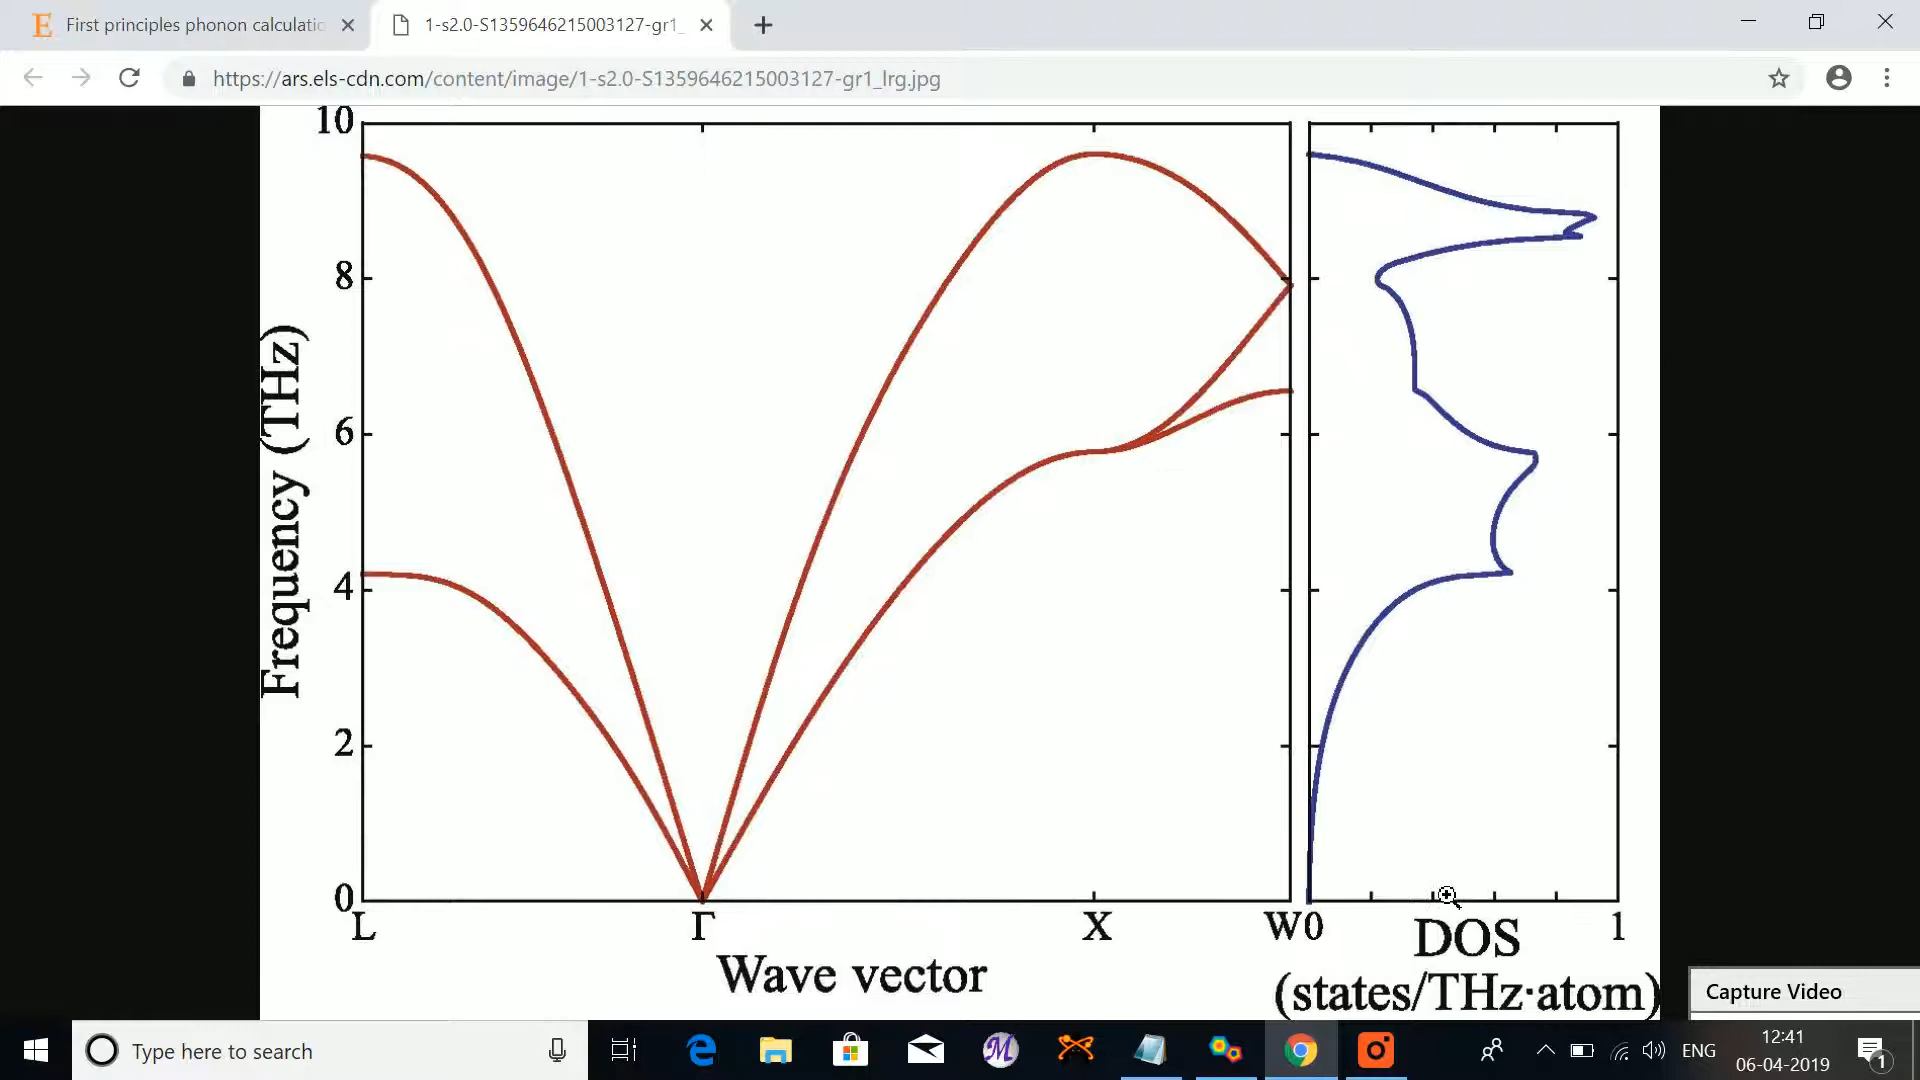 First principles phonon calculatio
1-s2.0-S1359646215003127-gr1_
https://ars.els-cdn.com/content/image/1-s2.0-S1359646215003127-gr1_lrg.jpg
10
8
6
4
2
0
Frequency (THz)
L Γ X W 0 1
Wave vector
DOS
(states/THz·atom)
Capture Video
Type here to search
ENG
12:41
06-04-2019
1